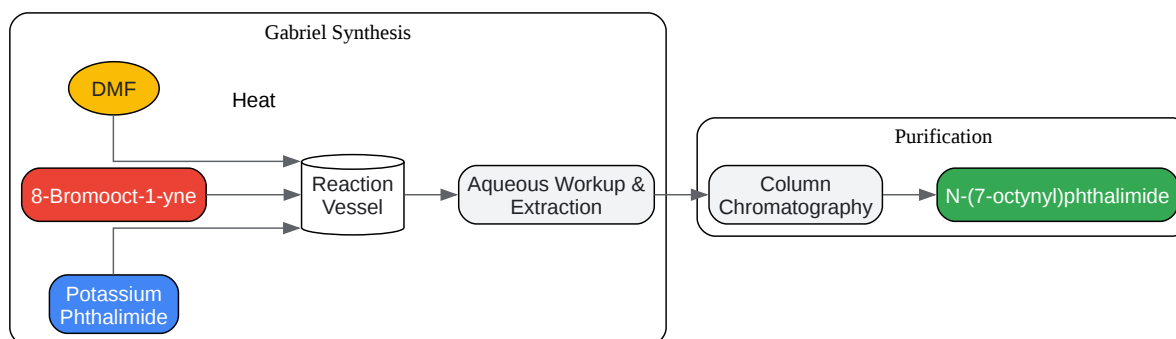 Gabriel Synthesis
DMF
Heat
8-Bromooct-1-yne
Potassium
Phthalimide
Reaction
Vessel
Aqueous Workup &
Extraction
Purification
Column
Chromatography
N-(7-octynyl)phthalimide